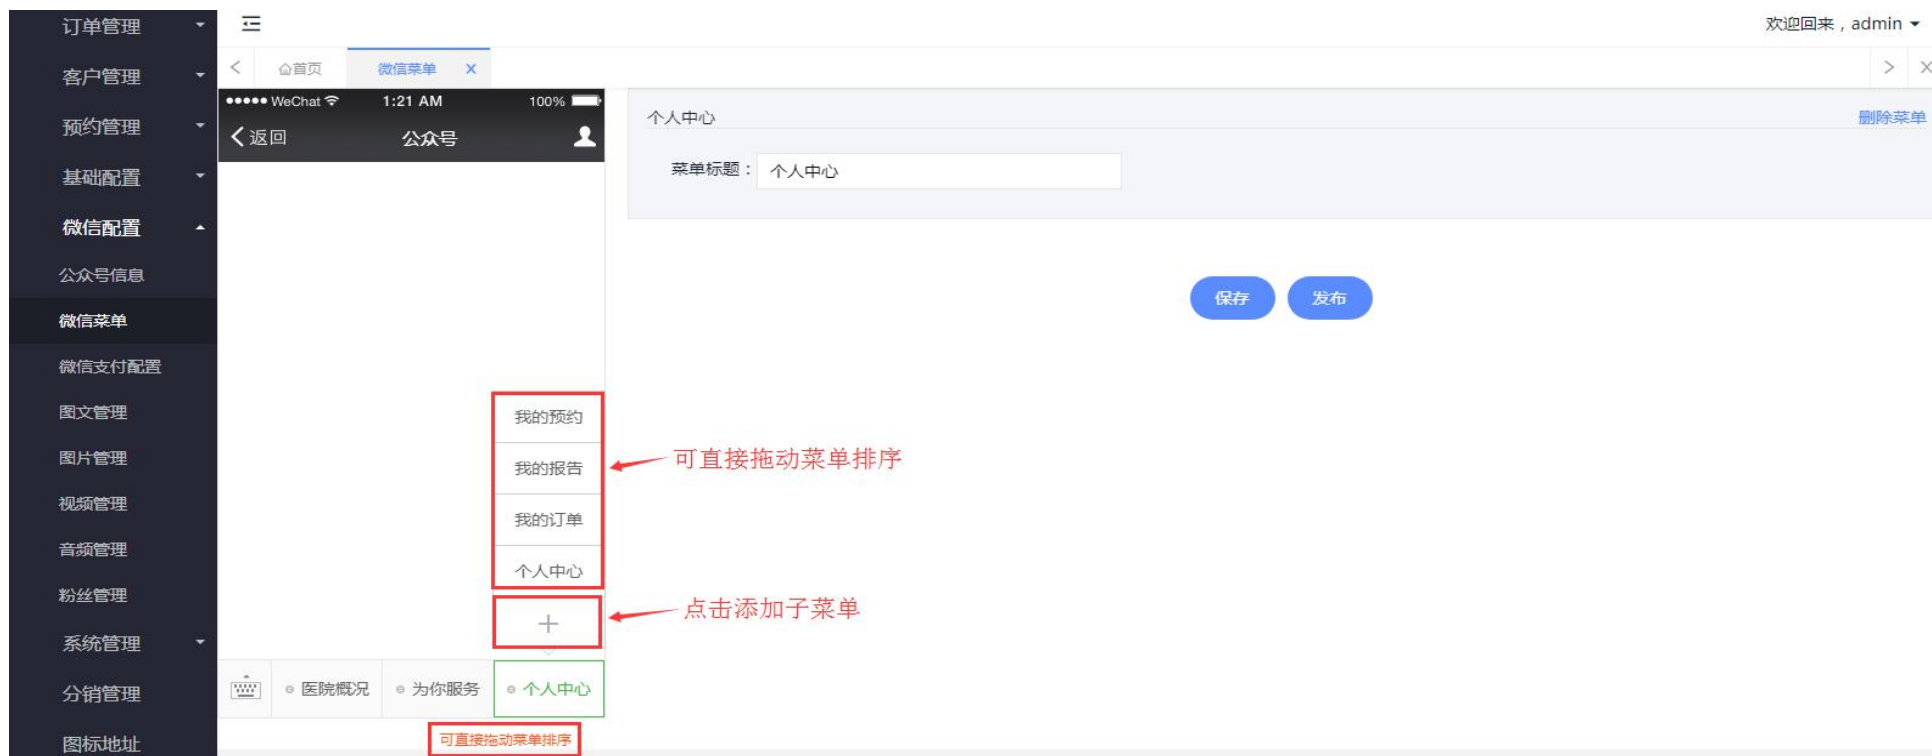 订单管理
欢迎回来，admin
客户管理
首页
微信菜单 X
预约管理
WeChat 1:21 AM 100%
返回 公众号
个人中心
删除菜单
菜单标题： 个人中心
基础配置
微信配置
公众号信息
微信菜单
微信支付配置
图文管理
图片管理
视频管理
音频管理
粉丝管理
系统管理
分销管理
图标地址
保存 发布
我的预约
我的报告
我的订单
个人中心
+
可直接拖动菜单排序
点击添加子菜单
医院概况 为你服务 个人中心
可直接拖动菜单排序